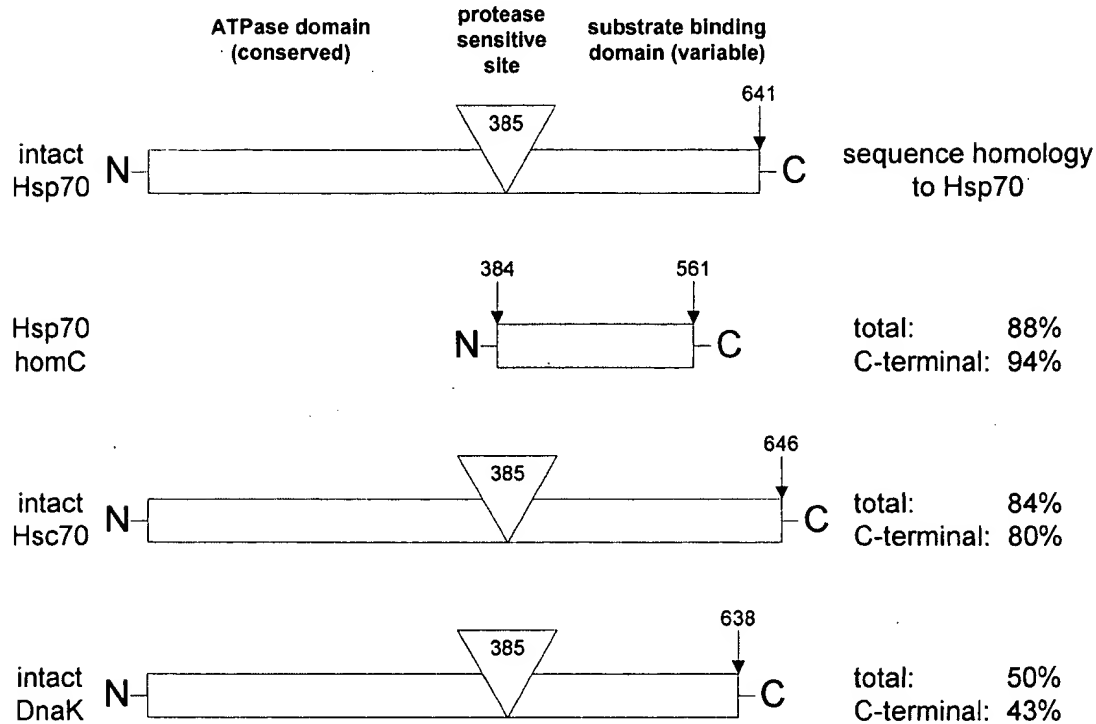 ATPase domain
(conserved)
protease
sensitive
site
substrate binding
domain (variable)
641
385
intact
Hsp70
N
C
sequence homology
to Hsp70
384
561
Hsp70
homC
N
C
total: 88%
C-terminal: 94%
646
385
intact
Hsc70
N
C
total: 84%
C-terminal: 80%
638
385
intact
DnaK
N
C
total: 50%
C-terminal: 43%